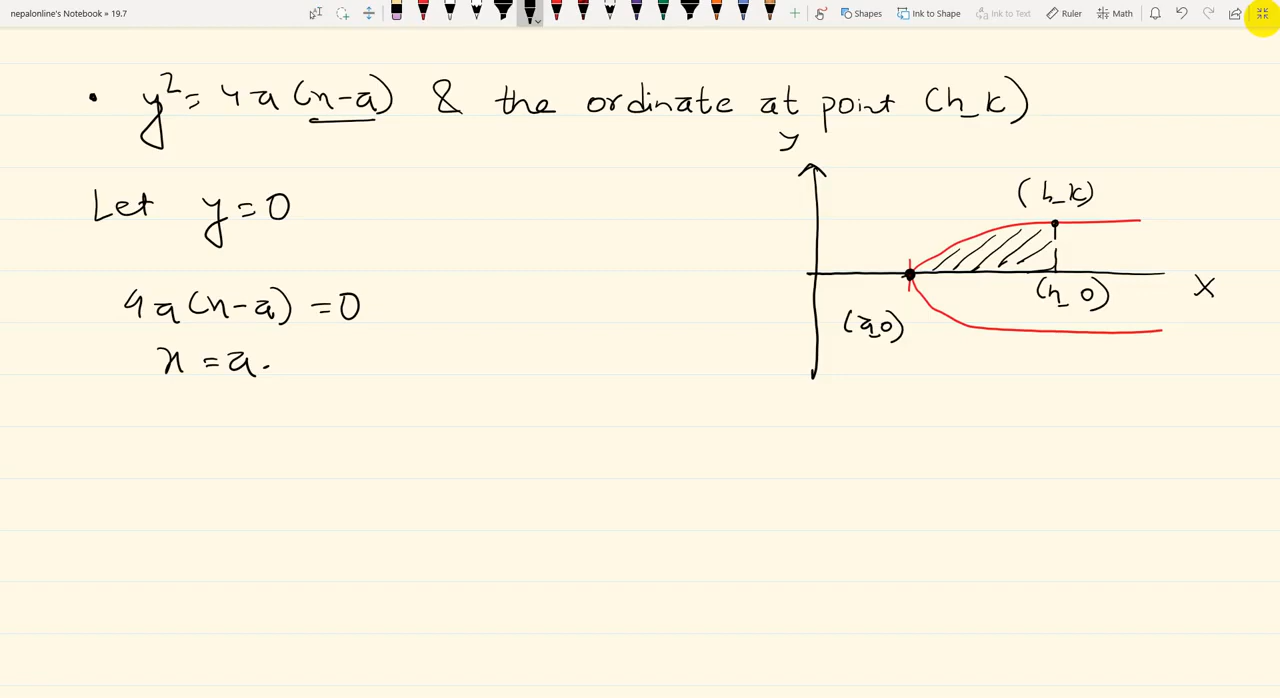 nepalonline's Notebook » 19.7
Shapes Ink to Shape Ink to Text Ruler Math
• y² = 4a (x-a) & the ordinate at point (h, k)
y
Let y = 0
(h, k)
4a (x-a) = 0
(h, 0)
X
(a, 0)
x = a.